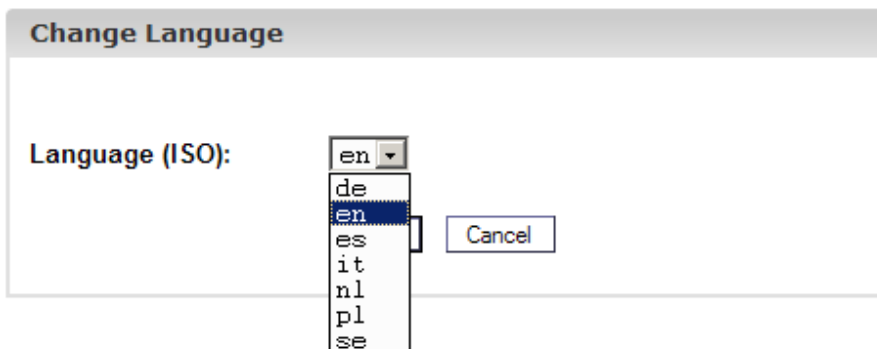 Change Language
Language (ISO):
en
de
en
es
Cancel
it
nl
pl
se